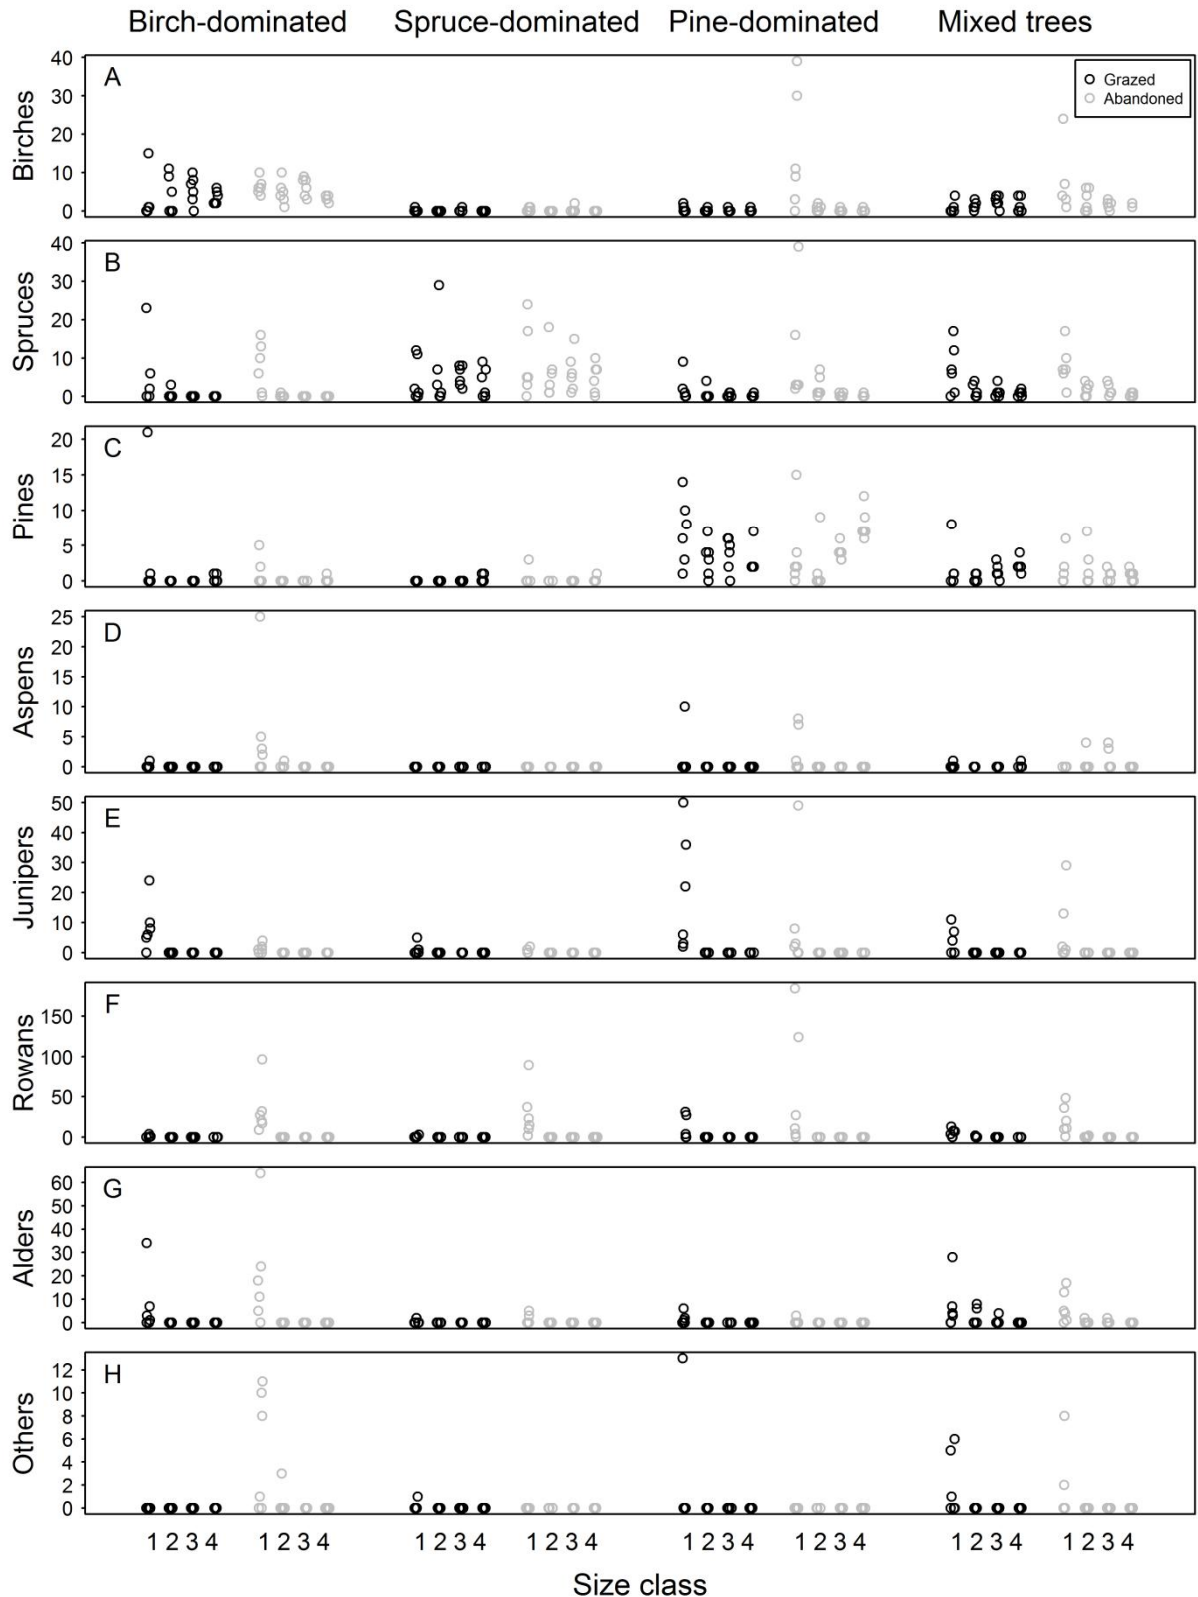 Birch-dominated Spruce-dominated Pine-dominated Mixed trees
A
Birches
40
30
20
10
0
Grazed
Abandoned
B
Spruces
40
30
20
10
0
C
Pines
20
15
10
5
0
D
Aspens
25
20
15
10
5
0
E
Junipers
50
40
30
20
10
0
F
Rowans
150
100
50
0
G
Alders
60
50
40
30
20
10
0
H
Others
12
10
8
6
4
2
0
1 2 3 4 1 2 3 4 1 2 3 4 1 2 3 4 1 2 3 4 1 2 3 4 1 2 3 4 1 2 3 4
Size class